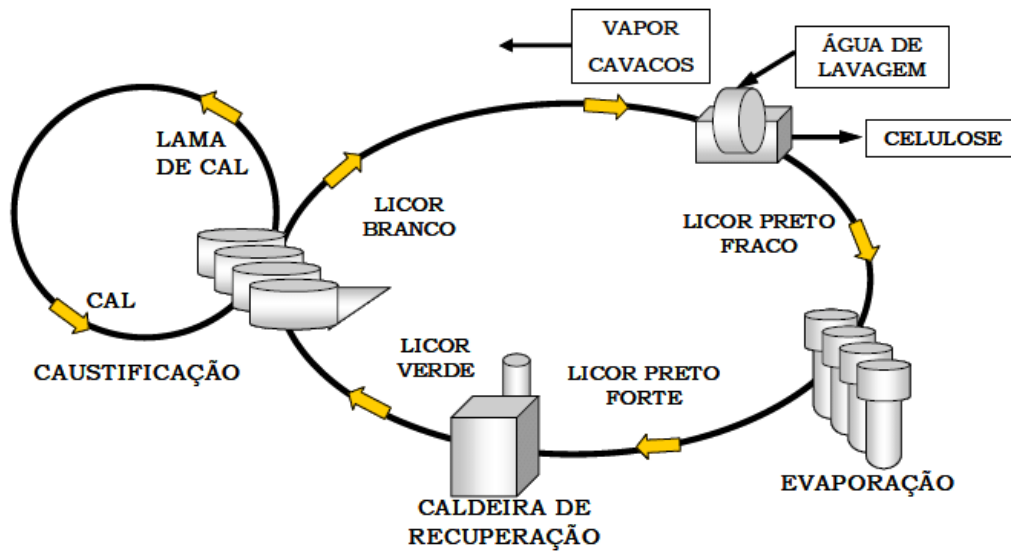 VAPOR
CAVACOS
ÁGUA DE
LAVAGEM
CELULOSE
LAMA
DE CAL
LICOR
BRANCO
LICOR PRETO
FRACO
CAL
CAUSTIFICAÇÃO
LICOR
VERDE
LICOR PRETO
FORTE
EVAPORAÇÃO
CALDEIRA DE
RECUPERAÇÃO